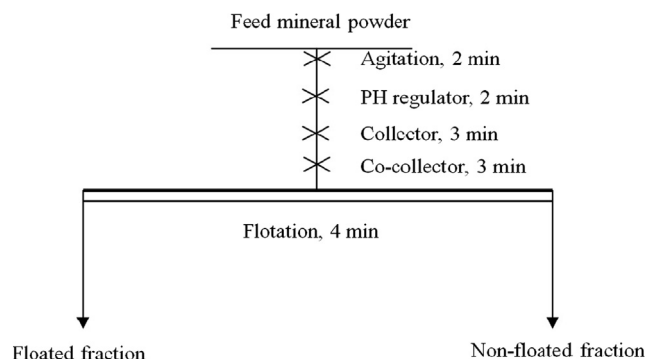 Feed mineral powder
Agitation, 2 min
PH regulator, 2 min
Collector, 3 min
Co-collector, 3 min
Flotation, 4 min
Floated fraction
Non-floated fraction